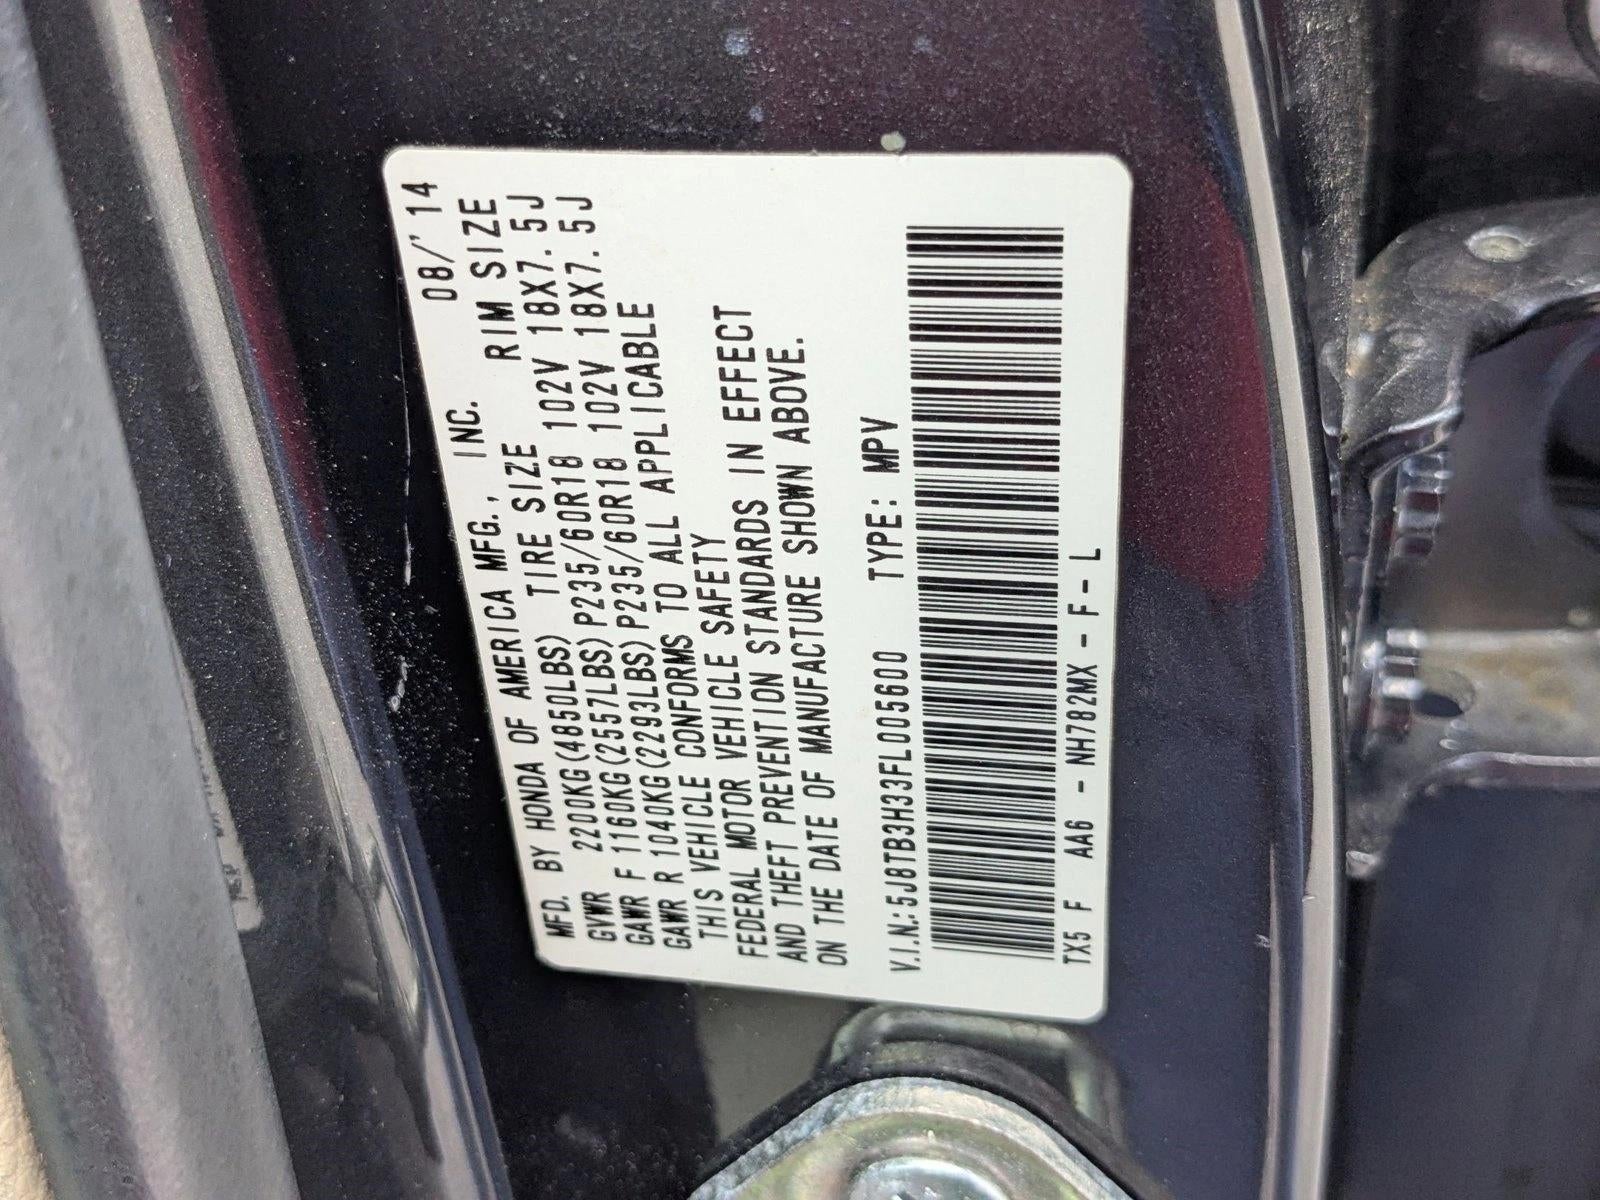 MFD. BY HONDA OF AMERICA MFG., INC. 08/'14
GVWR 2200KG(4850LBS) TIRE SIZE RIM SIZE
GAWR F 1160KG(2557LBS) P235/60R18 102V 18X7.5J
GAWR R 1040KG(2293LBS) P235/60R18 102V 18X7.5J
THIS VEHICLE CONFORMS TO ALL APPLICABLE
FEDERAL MOTOR VEHICLE SAFETY
AND THEFT PREVENTION STANDARDS IN EFFECT
ON THE DATE OF MANUFACTURE SHOWN ABOVE.
V.I.N.: 5J8TB3H33FL005600 TYPE: MPV
TX5 F AA6 - NH782MX - F - L